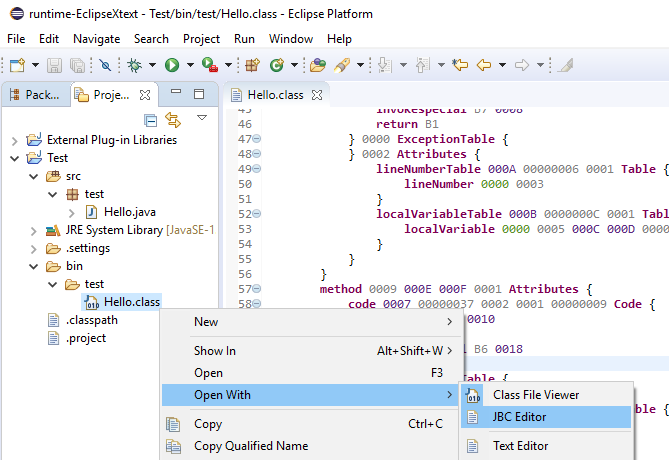 runtime-EclipseXtext - Test/bin/test/Hello.class - Eclipse Platform
File Edit Navigate Search Project Run Window Help
Pack... Proje...
External Plug-in Libraries
Test
src
test
Hello.java
JRE System Library [JavaSE-1
.settings
bin
test
Hello.class
.classpath
.project
Hello.class
45 invokespecial B7 0008
46 return B1
47 } 0000 ExceptionTable {
48 } 0002 Attributes {
49 lineNumberTable 000A 00000006 0001 Table {
50 lineNumber 0000 0003
51 }
52 localVariableTable 000B 0000000C 0001 Tabl
53 localVariable 0000 0005 000C 000D 0000
54 }
55 }
56 }
57 method 0009 000E 000F 0001 Attributes {
58 code 0007 00000037 0002 0001 00000009 Code {
0010
B6 0018
able {
ble {
New
Show In Alt+Shift+W
Open F3
Open With
Copy Ctrl+C
Copy Qualified Name
Class File Viewer
JBC Editor
Text Editor